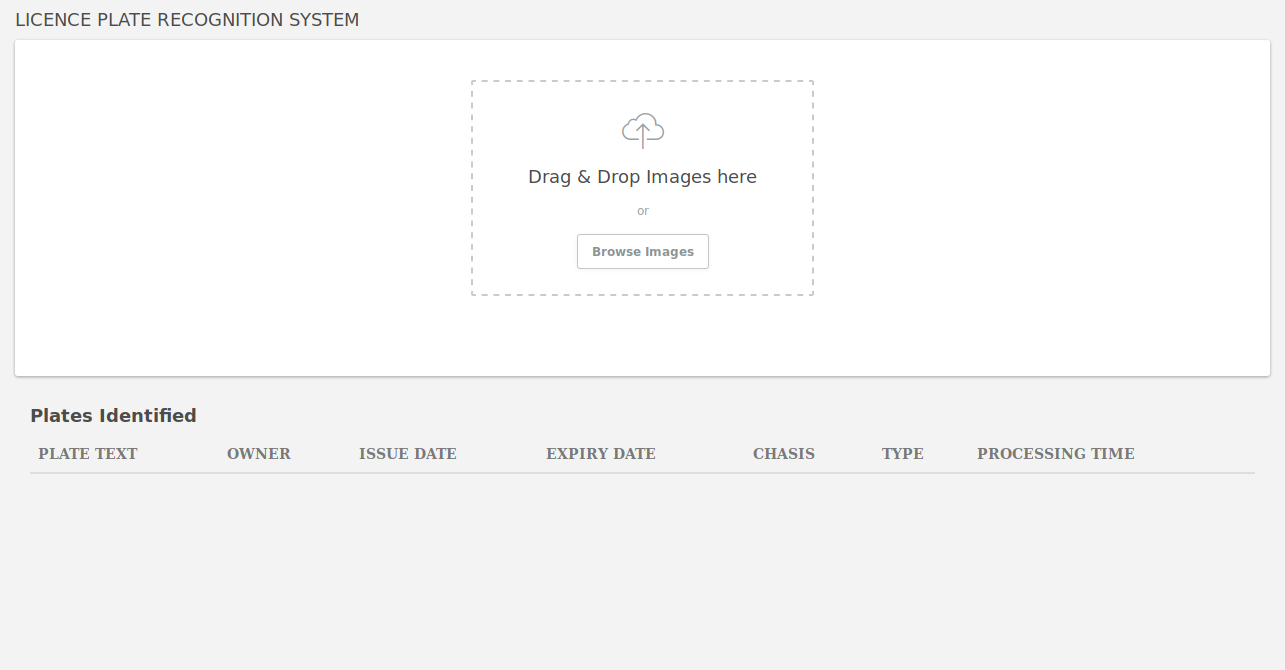 LICENCE PLATE RECOGNITION SYSTEM
Drag & Drop Images here
or
Browse Images
Plates Identified
PLATE TEXT OWNER ISSUE DATE EXPIRY DATE CHASIS TYPE PROCESSING TIME